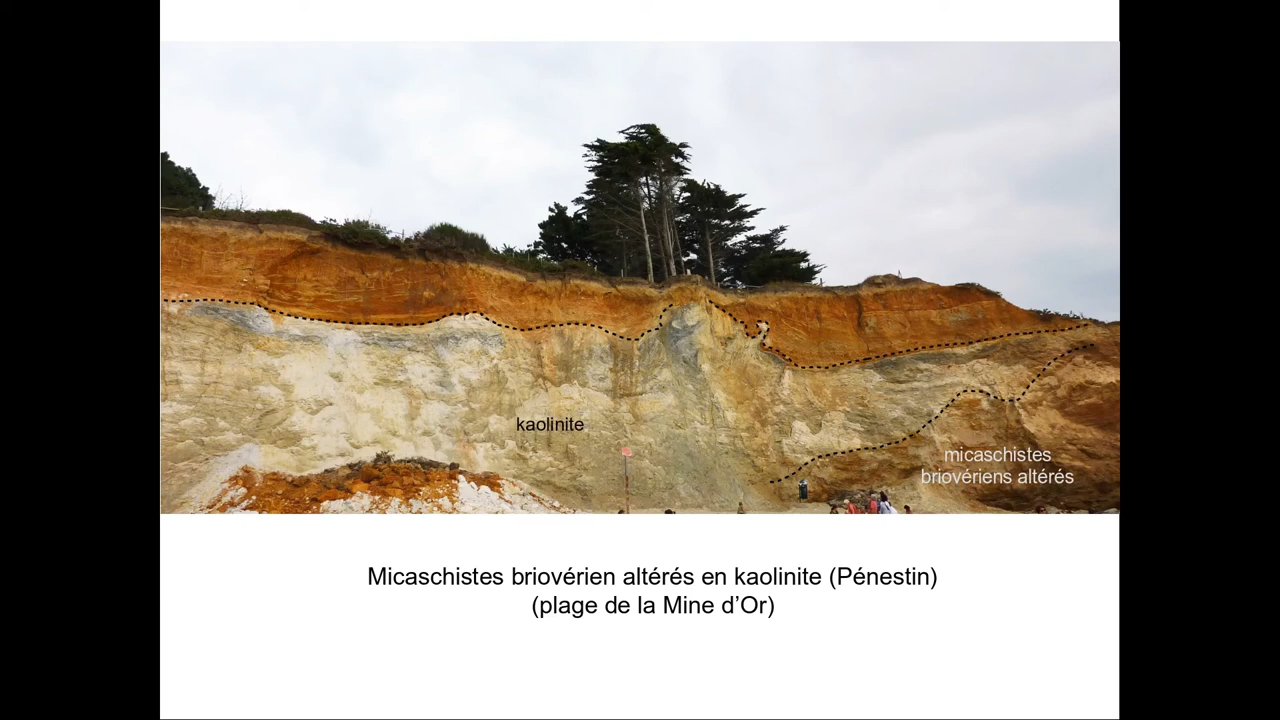 kaolinite
micaschistes
briovériens altérés
Micaschistes briovérien altérés en kaolinite (Pénestin)
(plage de la Mine d’Or)